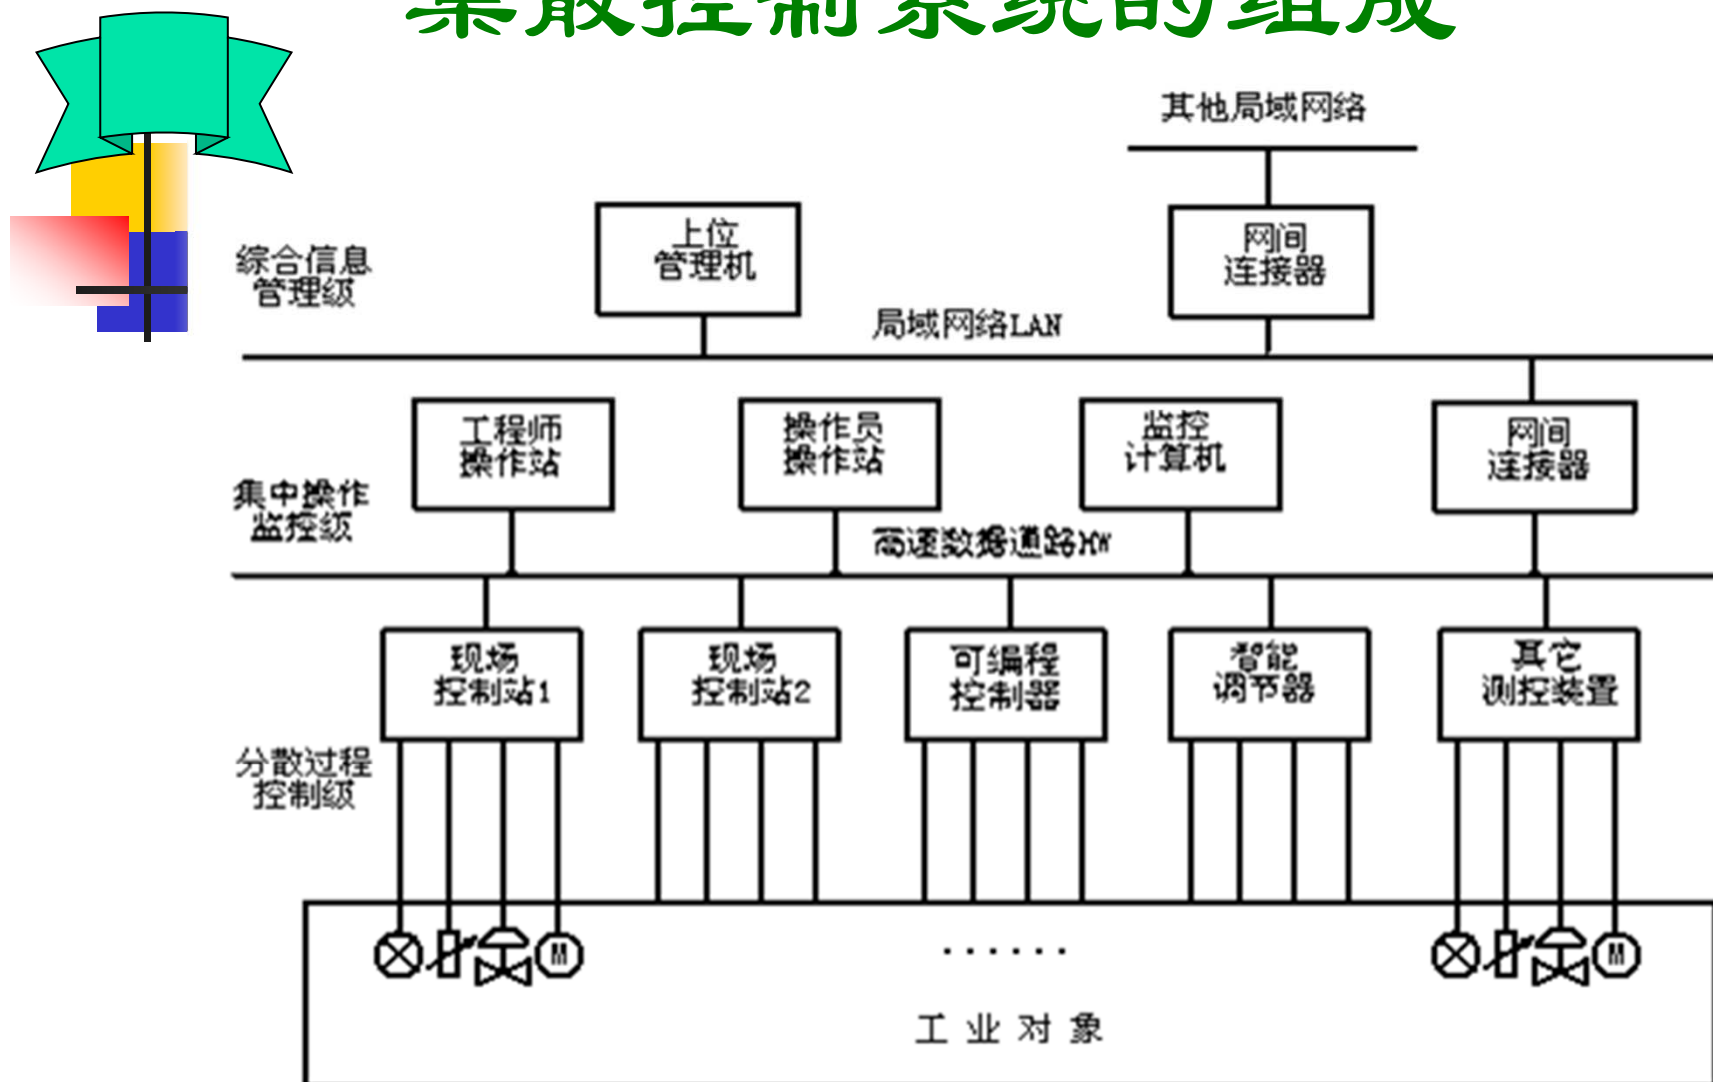 集散控制系统的组成
其他局域网络
上位
管理机
网间
连接器
综合信息
管理级
局域网络LAN
工程师
操作站
操作员
操作站
监控
计算机
网间
连接器
集中操作
监控级
高速数据通路HW
现场
控制站1
现场
控制站2
可编程
控制器
智能
调节器
其它
测控装置
分散过程
控制级
M
M
......
工业对象